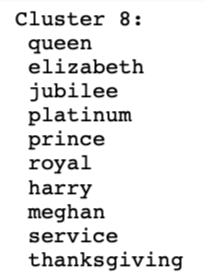 Cluster 8:
queen
elizabeth
jubilee
platinum
prince
royal
harry
meghan
service
thanksgiving